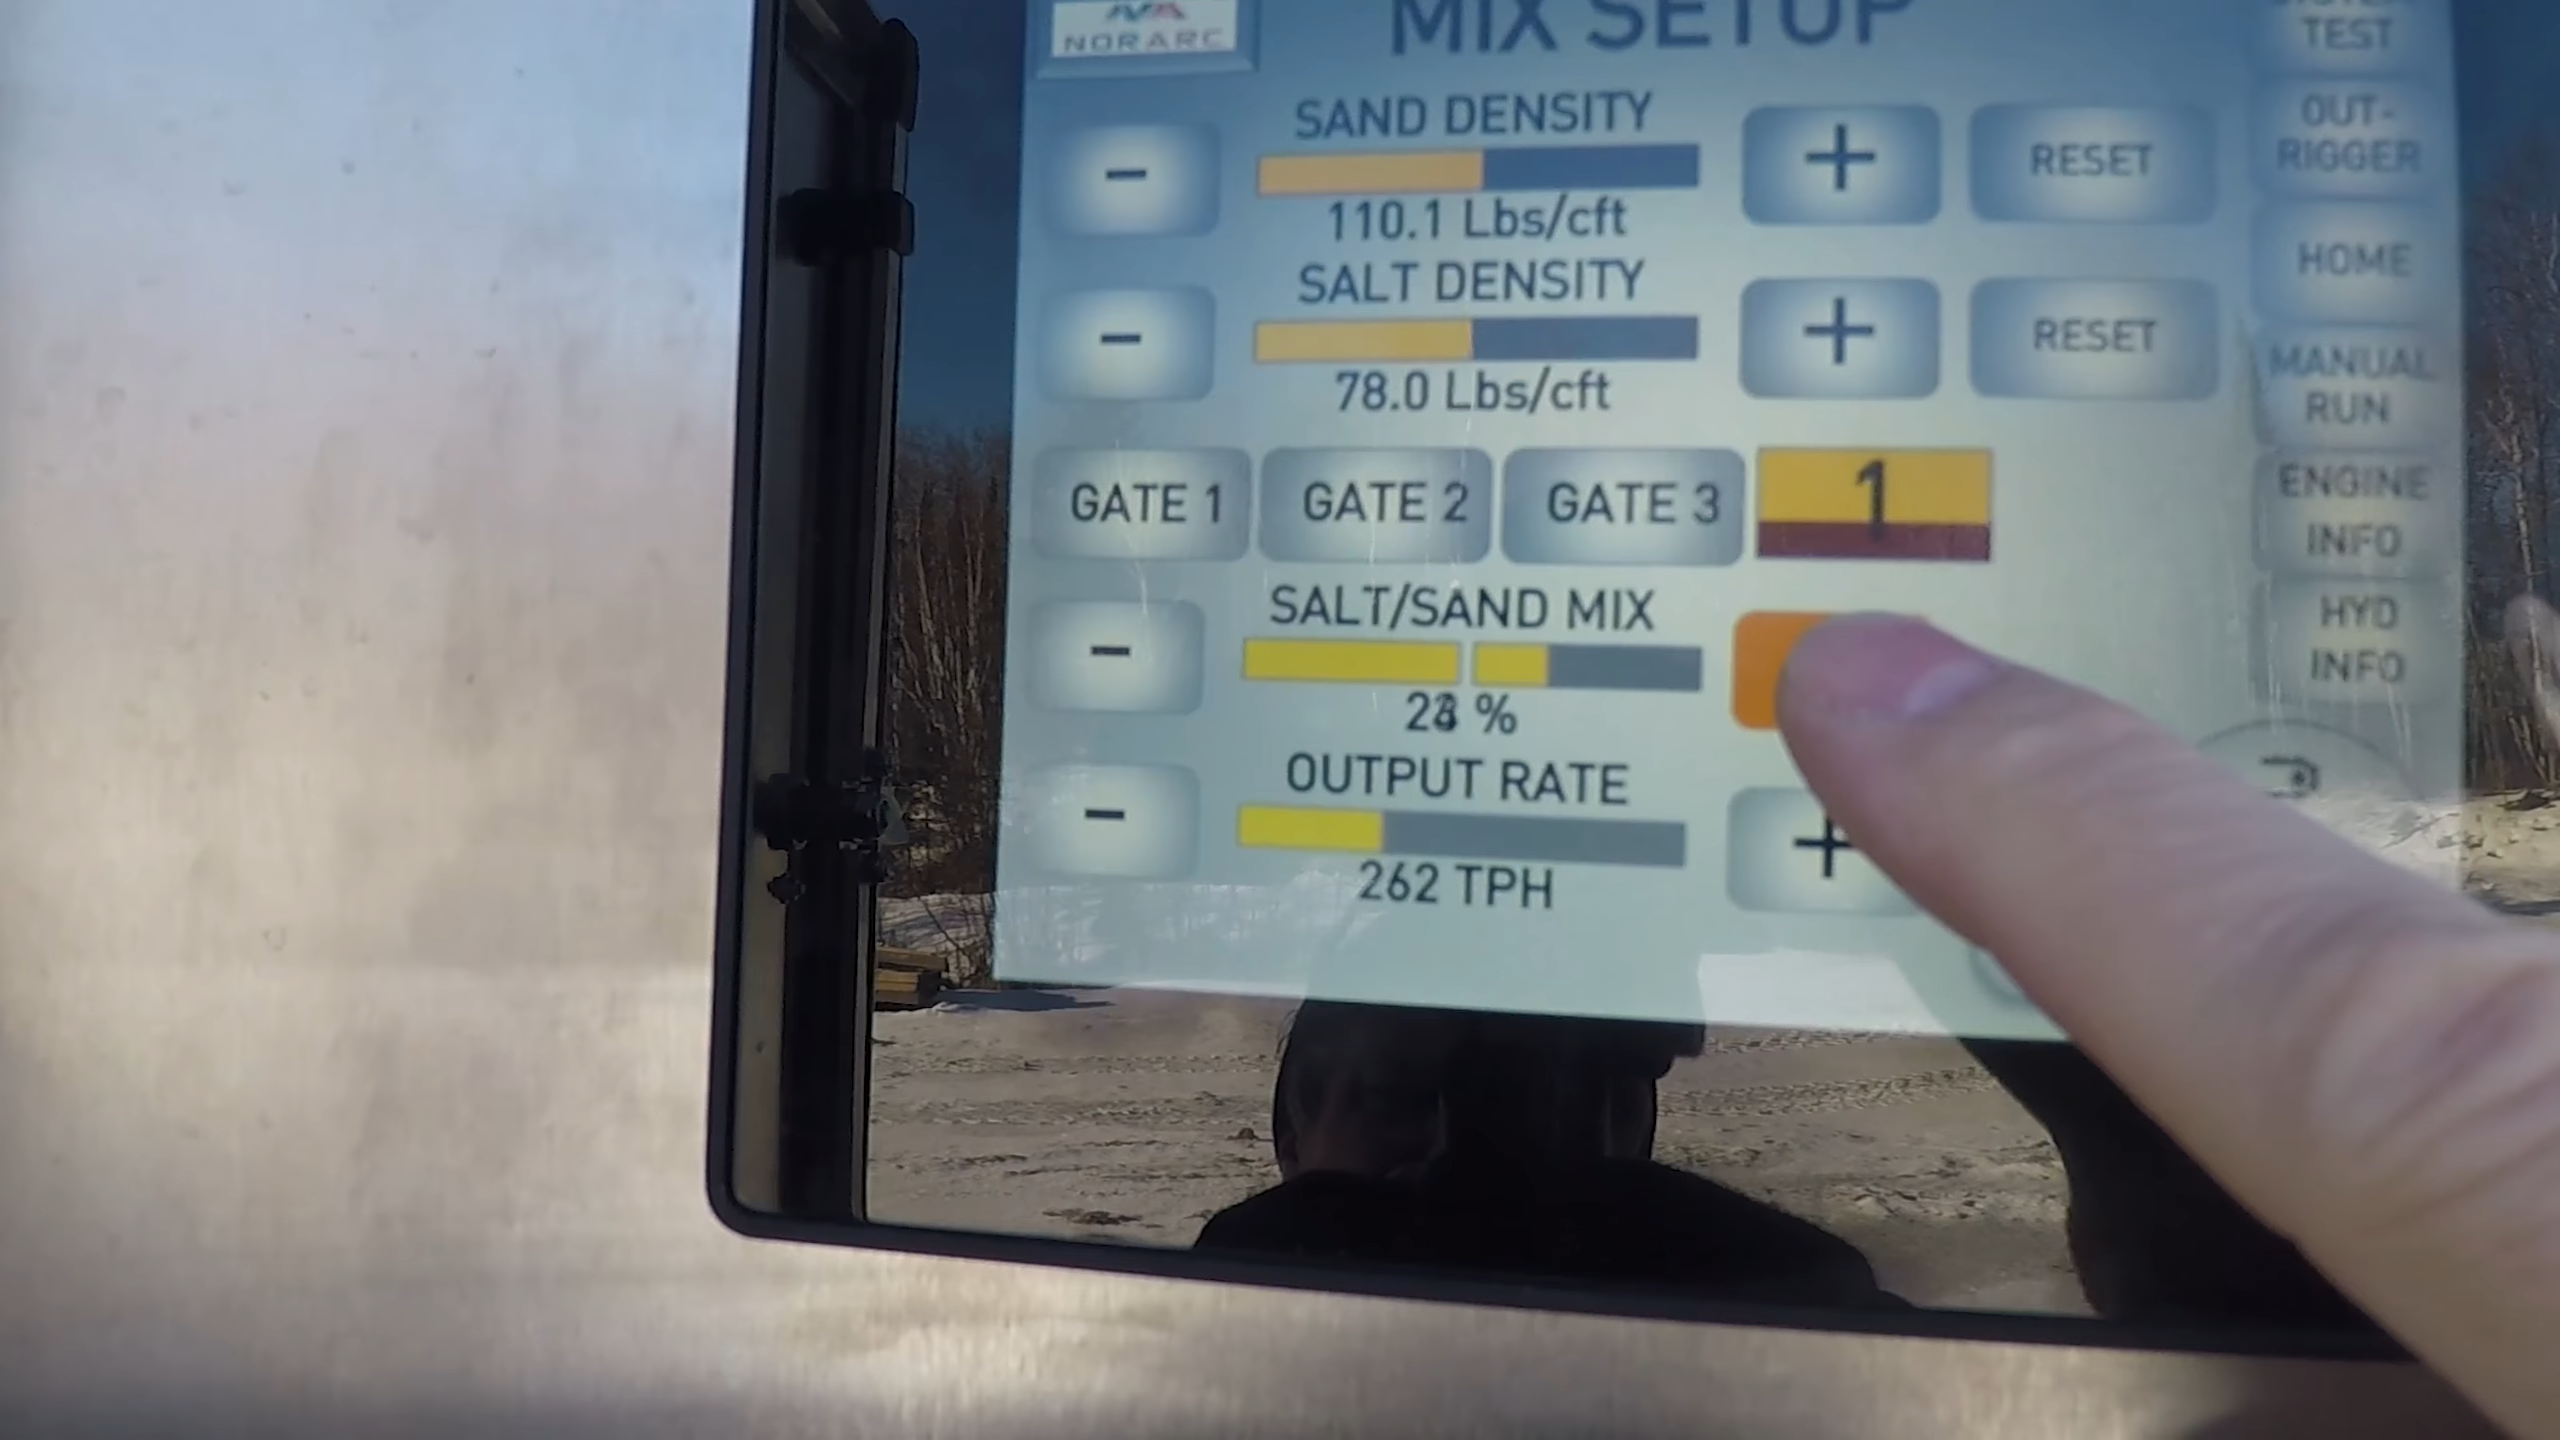 NORARC
MIX SETUP
TEST
SAND DENSITY
-
+
RESET
110.1 Lbs/cft
OUT-
RIGGER
SALT DENSITY
-
+
RESET
78.0 Lbs/cft
HOME
MANUAL
RUN
GATE 1 GATE 2 GATE 3 1
ENGINE
INFO
SALT/SAND MIX
-
%
HYD
INFO
OUTPUT RATE
-
+
262 TPH